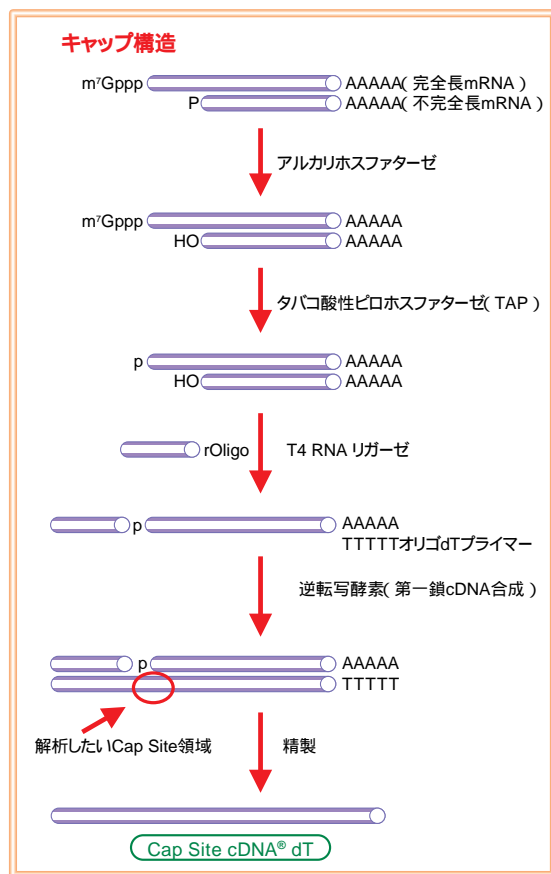 キャップ構造
m⁷Gppp AAAAA( 完全長mRNA )
P AAAAA( 不完全長mRNA )
アルカリホスファターゼ
m⁷Gppp AAAAA
HO AAAAA
タバコ酸性ピロホスファターゼ( TAP )
p AAAAA
HO AAAAA
rOligo T4 RNA リガーゼ
p AAAAA
TTTTTオリゴdTプライマー
逆転写酵素( 第一鎖cDNA合成 )
p AAAAA
TTTTT
解析したいCap Site領域 精製
Cap Site cDNA® dT